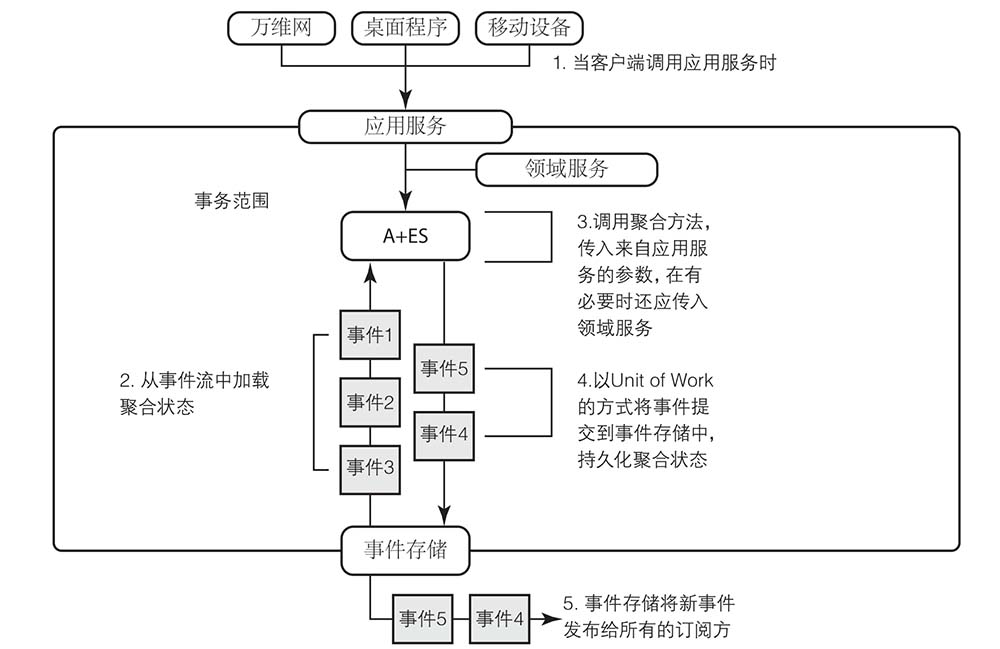 万维网
桌面程序
移动设备
1. 当客户端调用应用服务时
应用服务
领域服务
事务范围
A+ES
3.调用聚合方法，
传入来自应用服
务的参数，在有
必要时还应传入
领域服务
事件1
事件2
事件3
2. 从事件流中加载
聚合状态
事件5
事件4
4.以Unit of Work
的方式将事件提
交到事件存储中，
持久化聚合状态
事件存储
事件5
事件4
5. 事件存储将新事件
发布给所有的订阅方